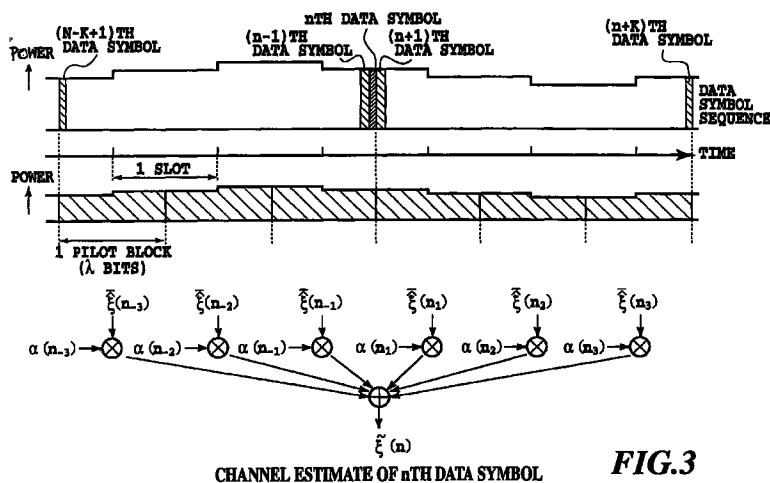 nTH DATA SYMBOL
(N-K+1)TH
DATA SYMBOL
(n-1)TH
DATA SYMBOL
(n+1)TH
DATA SYMBOL
(n+K)TH
DATA SYMBOL
POWER
DATA
SYMBOL
SEQUENCE
1 SLOT
TIME
POWER
1 PILOT BLOCK
(λ BITS)
ξ̂̄(n₋₃) ξ̂̄(n₋₂) ξ̂̄(n₋₁) ξ̂̄(n₁) ξ̂̄(n₂) ξ̂̄(n₃)
α(n₋₃) α(n₋₂) α(n₋₁) α(n₁) α(n₂) α(n₃)
ξ̃(n)
CHANNEL ESTIMATE OF nTH DATA SYMBOL
FIG.3